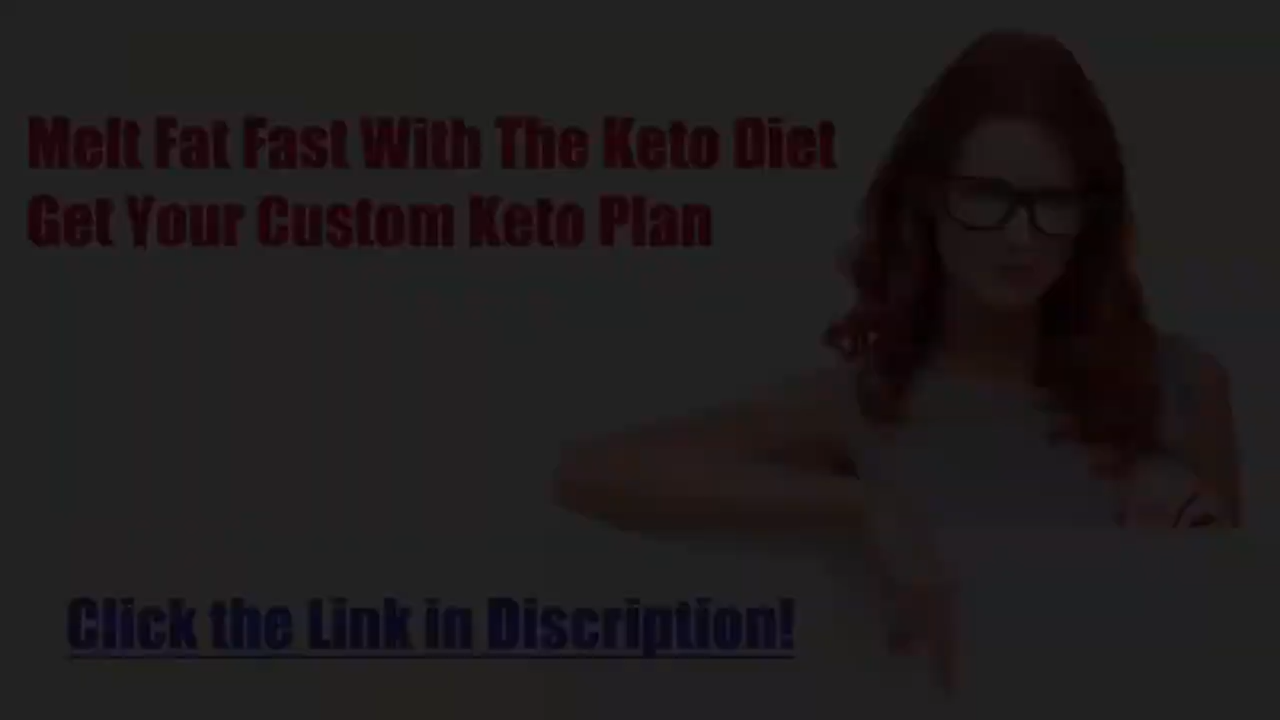 Melt Fat Fast With The Keto Diet
Get Your Custom Keto Plan
Click the Link in Discription!